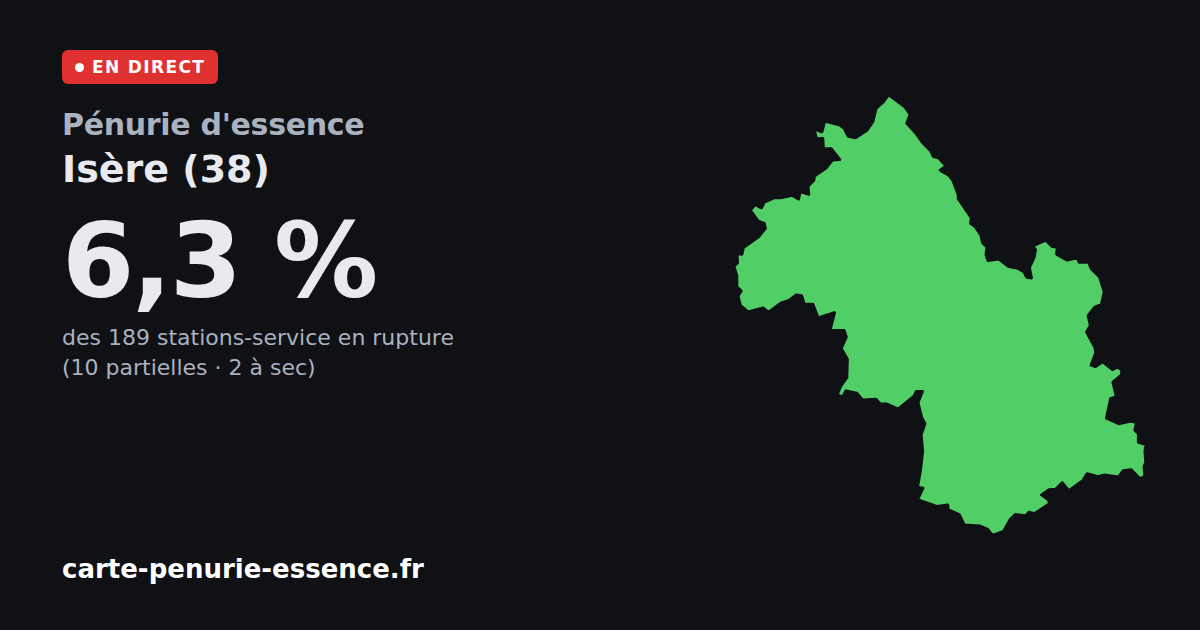 EN DIRECT
Pénurie d'essence
Isère (38)
6,3 %
des 189 stations-service en rupture
(10 partielles · 2 à sec)
carte-penurie-essence.fr